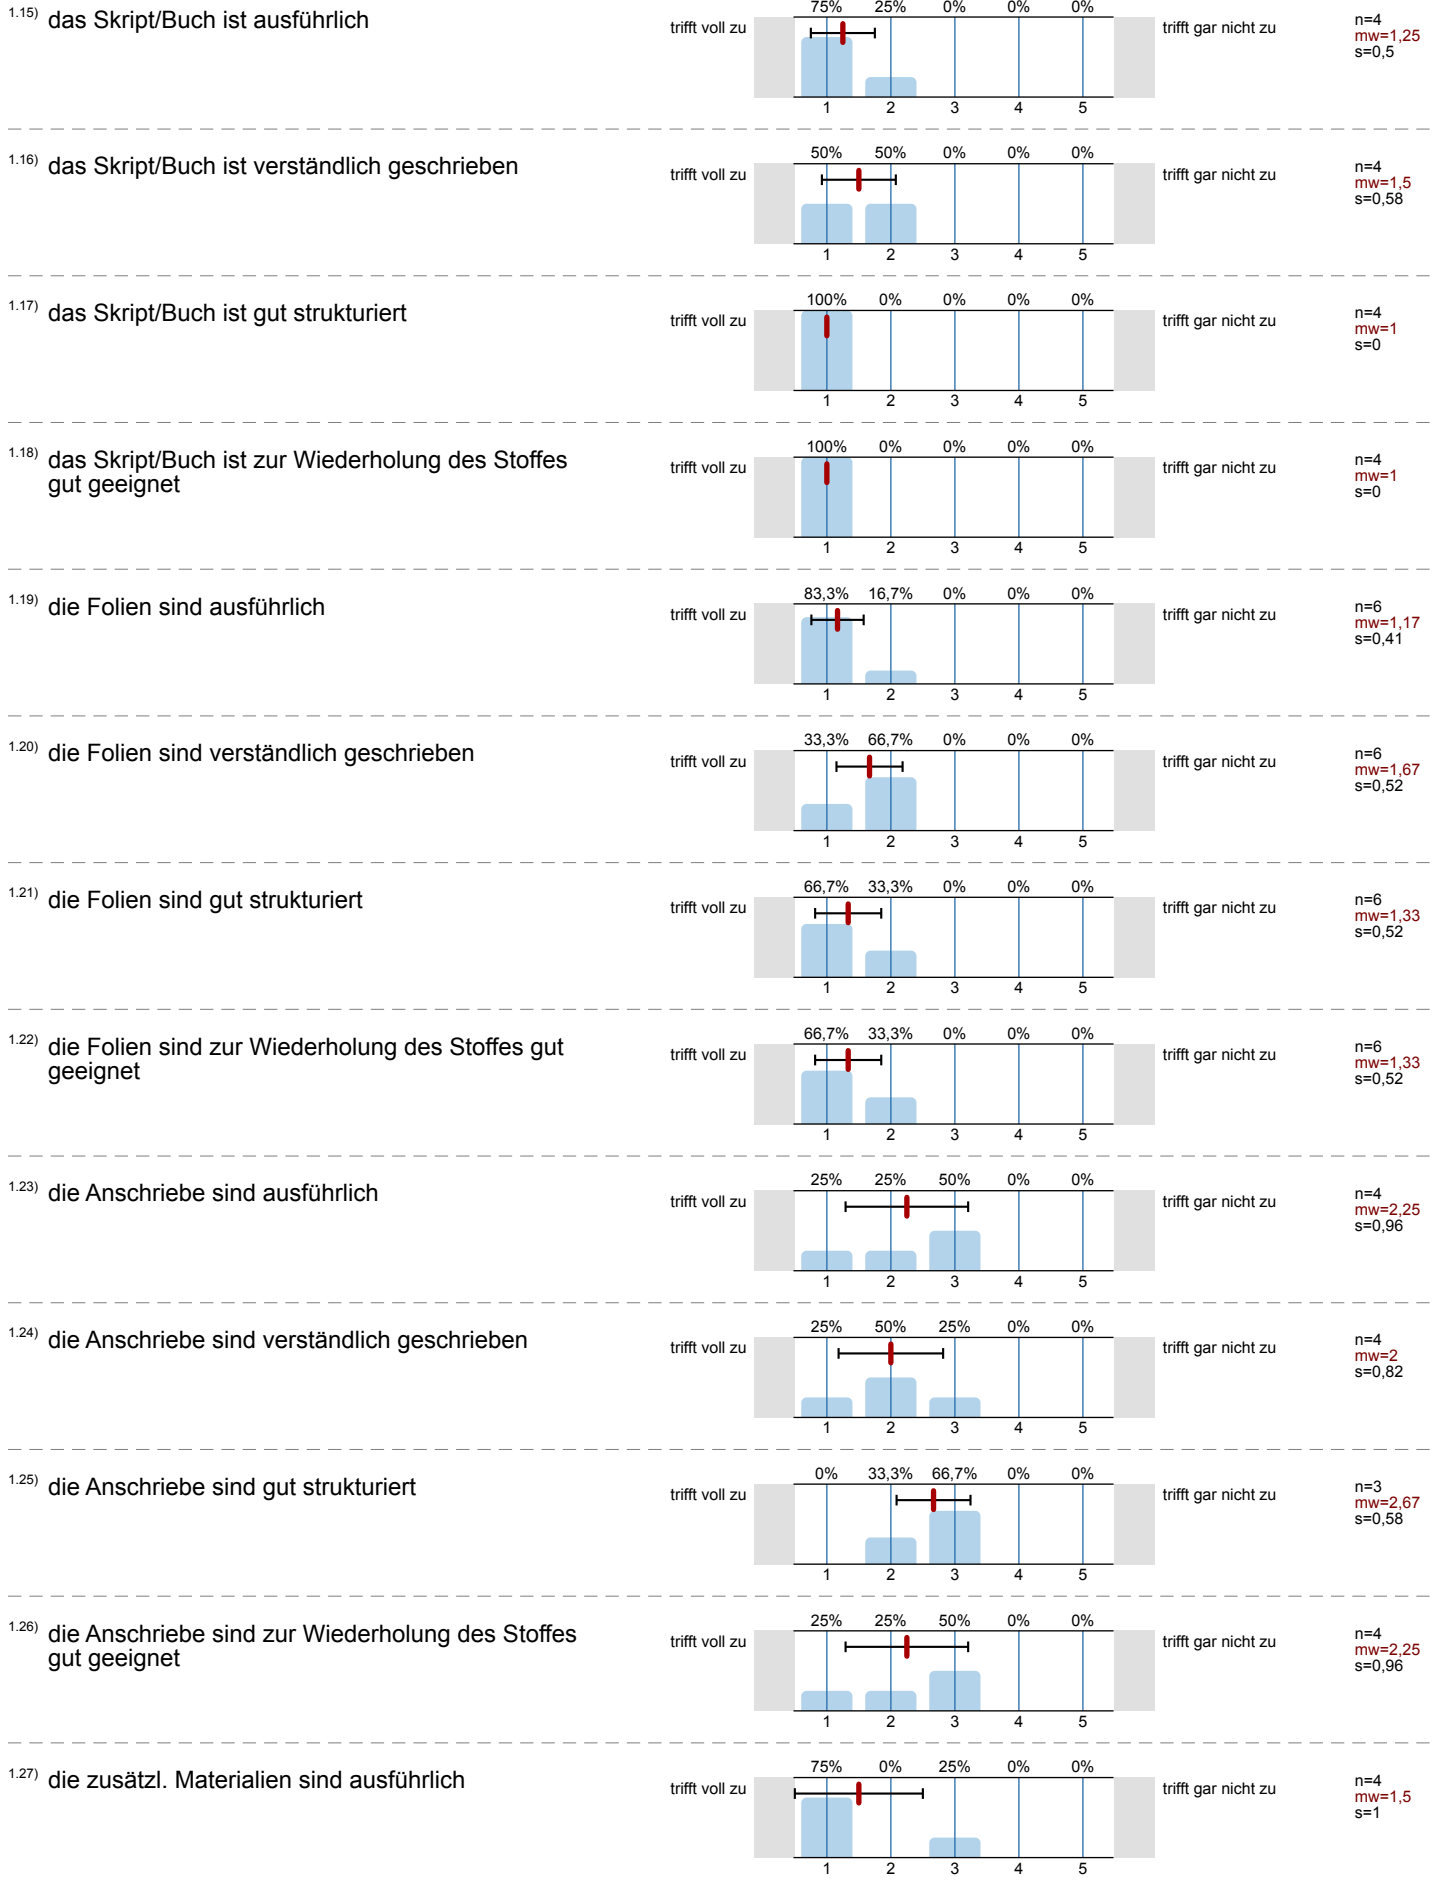 1.15) das Skript/Buch ist ausführlich
75% 25% 0% 0% 0%
trifft voll zu trifft gar nicht zu
n=4
mw=1,25
s=0,5
1 2 3 4 5
1.16) das Skript/Buch ist verständlich geschrieben
50% 50% 0% 0% 0%
trifft voll zu trifft gar nicht zu
n=4
mw=1,5
s=0,58
1 2 3 4 5
1.17) das Skript/Buch ist gut strukturiert
100% 0% 0% 0% 0%
trifft voll zu trifft gar nicht zu
n=4
mw=1
s=0
1 2 3 4 5
1.18) das Skript/Buch ist zur Wiederholung des Stoffes
gut geeignet
100% 0% 0% 0% 0%
trifft voll zu trifft gar nicht zu
n=4
mw=1
s=0
1 2 3 4 5
1.19) die Folien sind ausführlich
83,3% 16,7% 0% 0% 0%
trifft voll zu trifft gar nicht zu
n=6
mw=1,17
s=0,41
1 2 3 4 5
1.20) die Folien sind verständlich geschrieben
33,3% 66,7% 0% 0% 0%
trifft voll zu trifft gar nicht zu
n=6
mw=1,67
s=0,52
1 2 3 4 5
1.21) die Folien sind gut strukturiert
66,7% 33,3% 0% 0% 0%
trifft voll zu trifft gar nicht zu
n=6
mw=1,33
s=0,52
1 2 3 4 5
1.22) die Folien sind zur Wiederholung des Stoffes gut
geeignet
66,7% 33,3% 0% 0% 0%
trifft voll zu trifft gar nicht zu
n=6
mw=1,33
s=0,52
1 2 3 4 5
1.23) die Anschriebe sind ausführlich
25% 25% 50% 0% 0%
trifft voll zu trifft gar nicht zu
n=4
mw=2,25
s=0,96
1 2 3 4 5
1.24) die Anschriebe sind verständlich geschrieben
25% 50% 25% 0% 0%
trifft voll zu trifft gar nicht zu
n=4
mw=2
s=0,82
1 2 3 4 5
1.25) die Anschriebe sind gut strukturiert
0% 33,3% 66,7% 0% 0%
trifft voll zu trifft gar nicht zu
n=3
mw=2,67
s=0,58
1 2 3 4 5
1.26) die Anschriebe sind zur Wiederholung des Stoffes
gut geeignet
25% 25% 50% 0% 0%
trifft voll zu trifft gar nicht zu
n=4
mw=2,25
s=0,96
1 2 3 4 5
1.27) die zusätzl. Materialien sind ausführlich
75% 0% 25% 0% 0%
trifft voll zu trifft gar nicht zu
n=4
mw=1,5
s=1
1 2 3 4 5